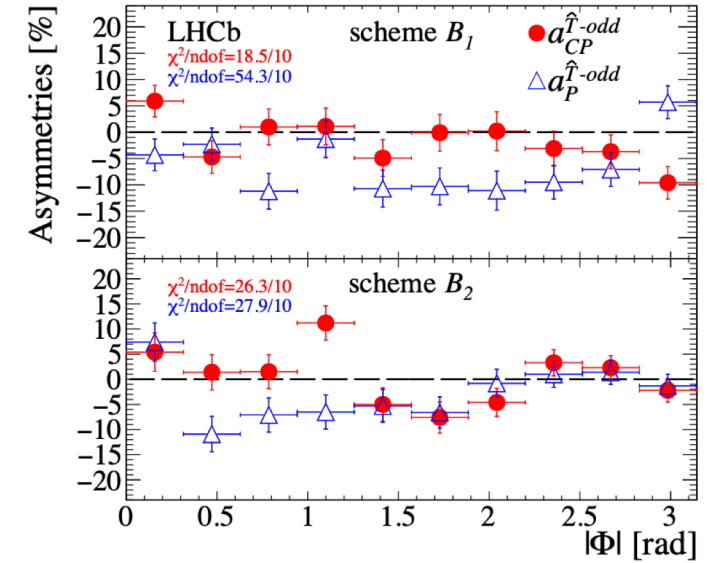 LHCb
scheme B₁
χ²/ndof=18.5/10
χ²/ndof=54.3/10
a_CP^T̂-odd
a_P^T̂-odd
Asymmetries [%]
20
15
10
5
0
−5
−10
−15
−20
χ²/ndof=26.3/10
χ²/ndof=27.9/10
scheme B₂
20
15
10
5
0
−5
−10
−15
−20
0
0.5
1
1.5
2
2.5
3
|Φ| [rad]